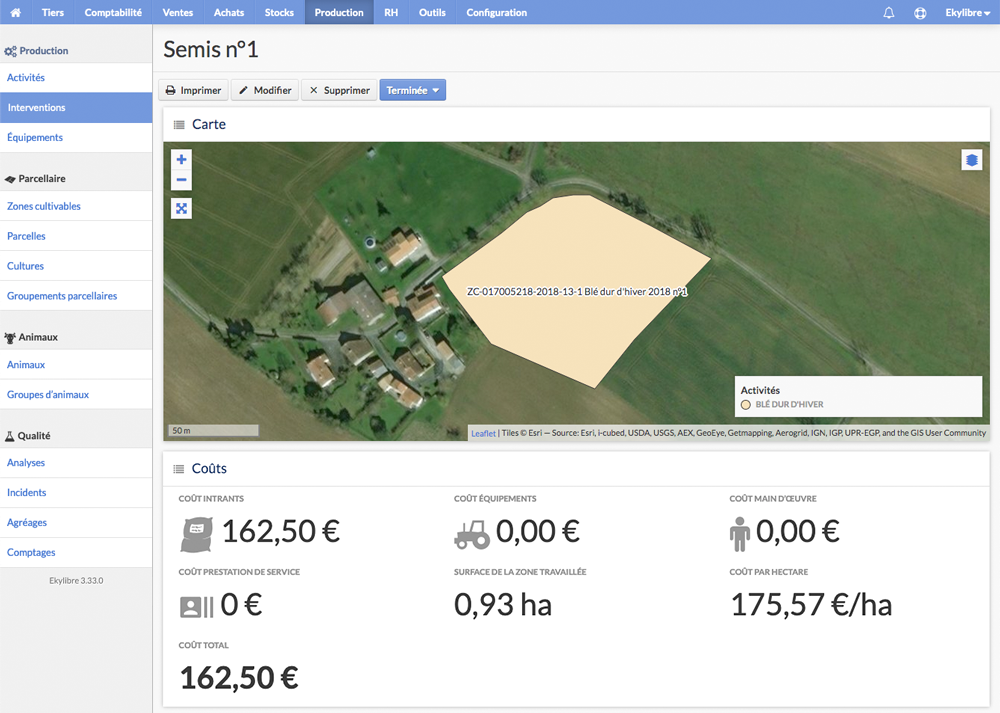 Tiers Comptabilité Ventes Achats Stocks Production RH Outils Configuration Ekylibre
Production
Activités
Interventions
Équipements
Parcellaire
Zones cultivables
Parcelles
Cultures
Groupements parcellaires
Animaux
Animaux
Groupes d'animaux
Qualité
Analyses
Incidents
Agréages
Comptages
Ekylibre 3.33.0
Semis n°1
Imprimer Modifier Supprimer Terminée
Carte
+
−
ZC-017005218-2018-13-1 Blé dur d'hiver 2018 n°1
Activités
BLÉ DUR D'HIVER
50 m
Leaflet | Tiles © Esri — Source: Esri, i-cubed, USDA, USGS, AEX, GeoEye, Getmapping, Aerogrid, IGN, IGP, UPR-EGP, and the GIS User Community
Coûts
COÛT INTRANTS COÛT ÉQUIPEMENTS COÛT MAIN D'ŒUVRE
162,50 € 0,00 € 0,00 €
COÛT PRESTATION DE SERVICE SURFACE DE LA ZONE TRAVAILLÉE COÛT PAR HECTARE
0 € 0,93 ha 175,57 €/ha
COÛT TOTAL
162,50 €